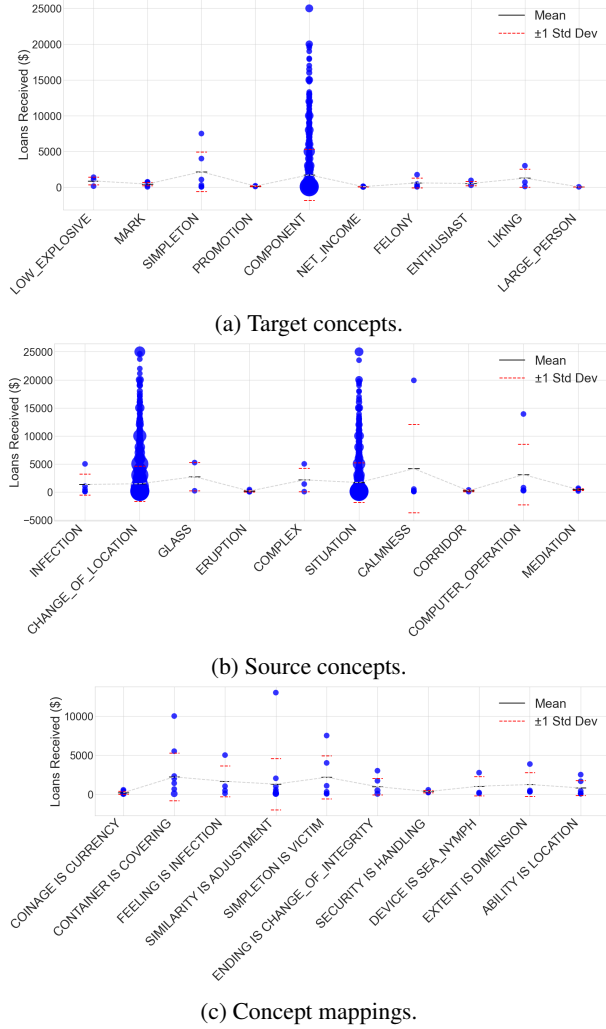 25000
20000
15000
10000
5000
0
Loans Received ($)
Mean
±1 Std Dev
LOW_EXPLOSIVE
MARK
SIMPLETON
PROMOTION
COMPONENT
NET_INCOME
FELONY
ENTHUSIAST
LIKING
LARGE_PERSON
(a) Target concepts.
25000
20000
15000
10000
5000
0
−5000
Loans Received ($)
Mean
±1 Std Dev
INFECTION
CHANGE_OF_LOCATION
GLASS
ERUPTION
COMPLEX
SITUATION
CALMNESS
CORRIDOR
COMPUTER_OPERATION
MEDIATION
(b) Source concepts.
10000
5000
0
Loans Received ($)
Mean
±1 Std Dev
COINAGE IS CURRENCY
CONTAINER IS COVERING
FEELING IS INFECTION
SIMILARITY IS ADJUSTMENT
SIMPLETON IS VICTIM
ENDING IS CHANGE_OF_INTEGRITY
SECURITY IS HANDLING
DEVICE IS SEA_NYMPH
EXTENT IS DIMENSION
ABILITY IS LOCATION
(c) Concept mappings.